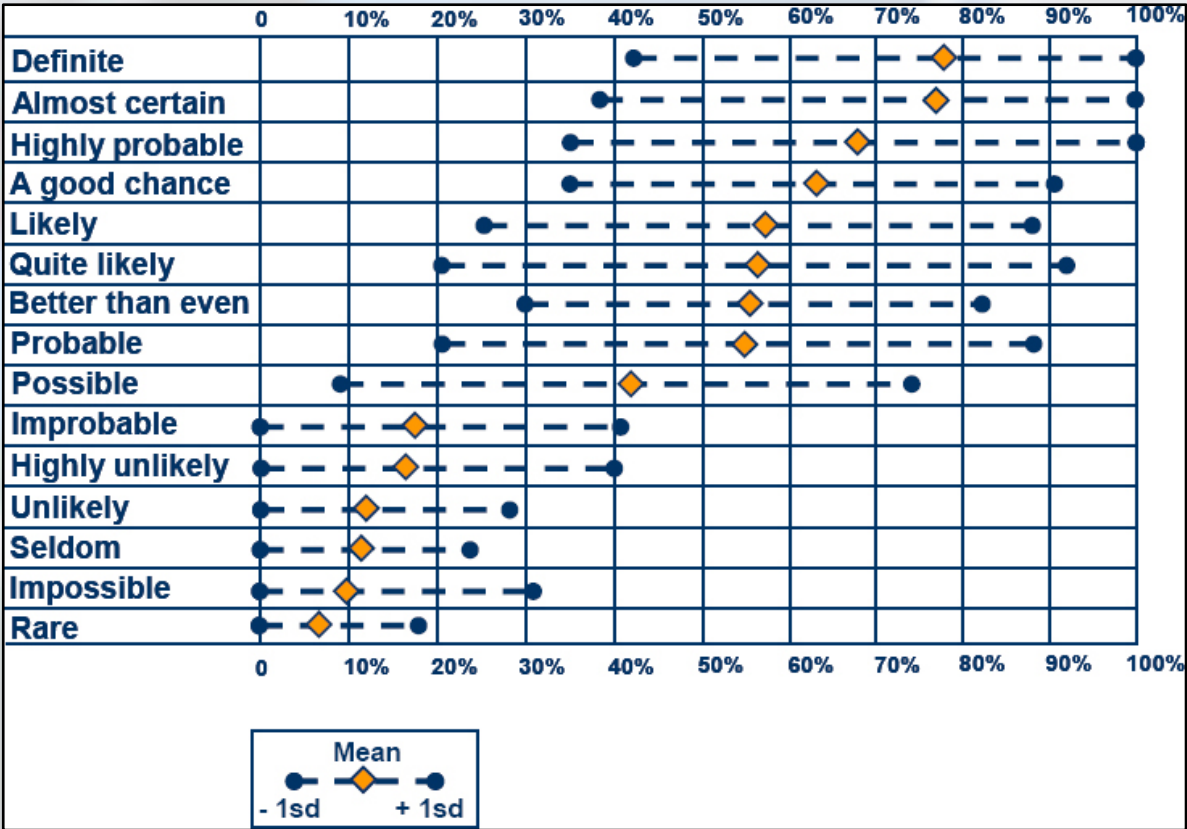 0 10% 20% 30% 40% 50% 60% 70% 80% 90% 100%
Definite
Almost certain
Highly probable
A good chance
Likely
Quite likely
Better than even
Probable
Possible
Improbable
Highly unlikely
Unlikely
Seldom
Impossible
Rare
0 10% 20% 30% 40% 50% 60% 70% 80% 90% 100%
Mean
- 1sd + 1sd